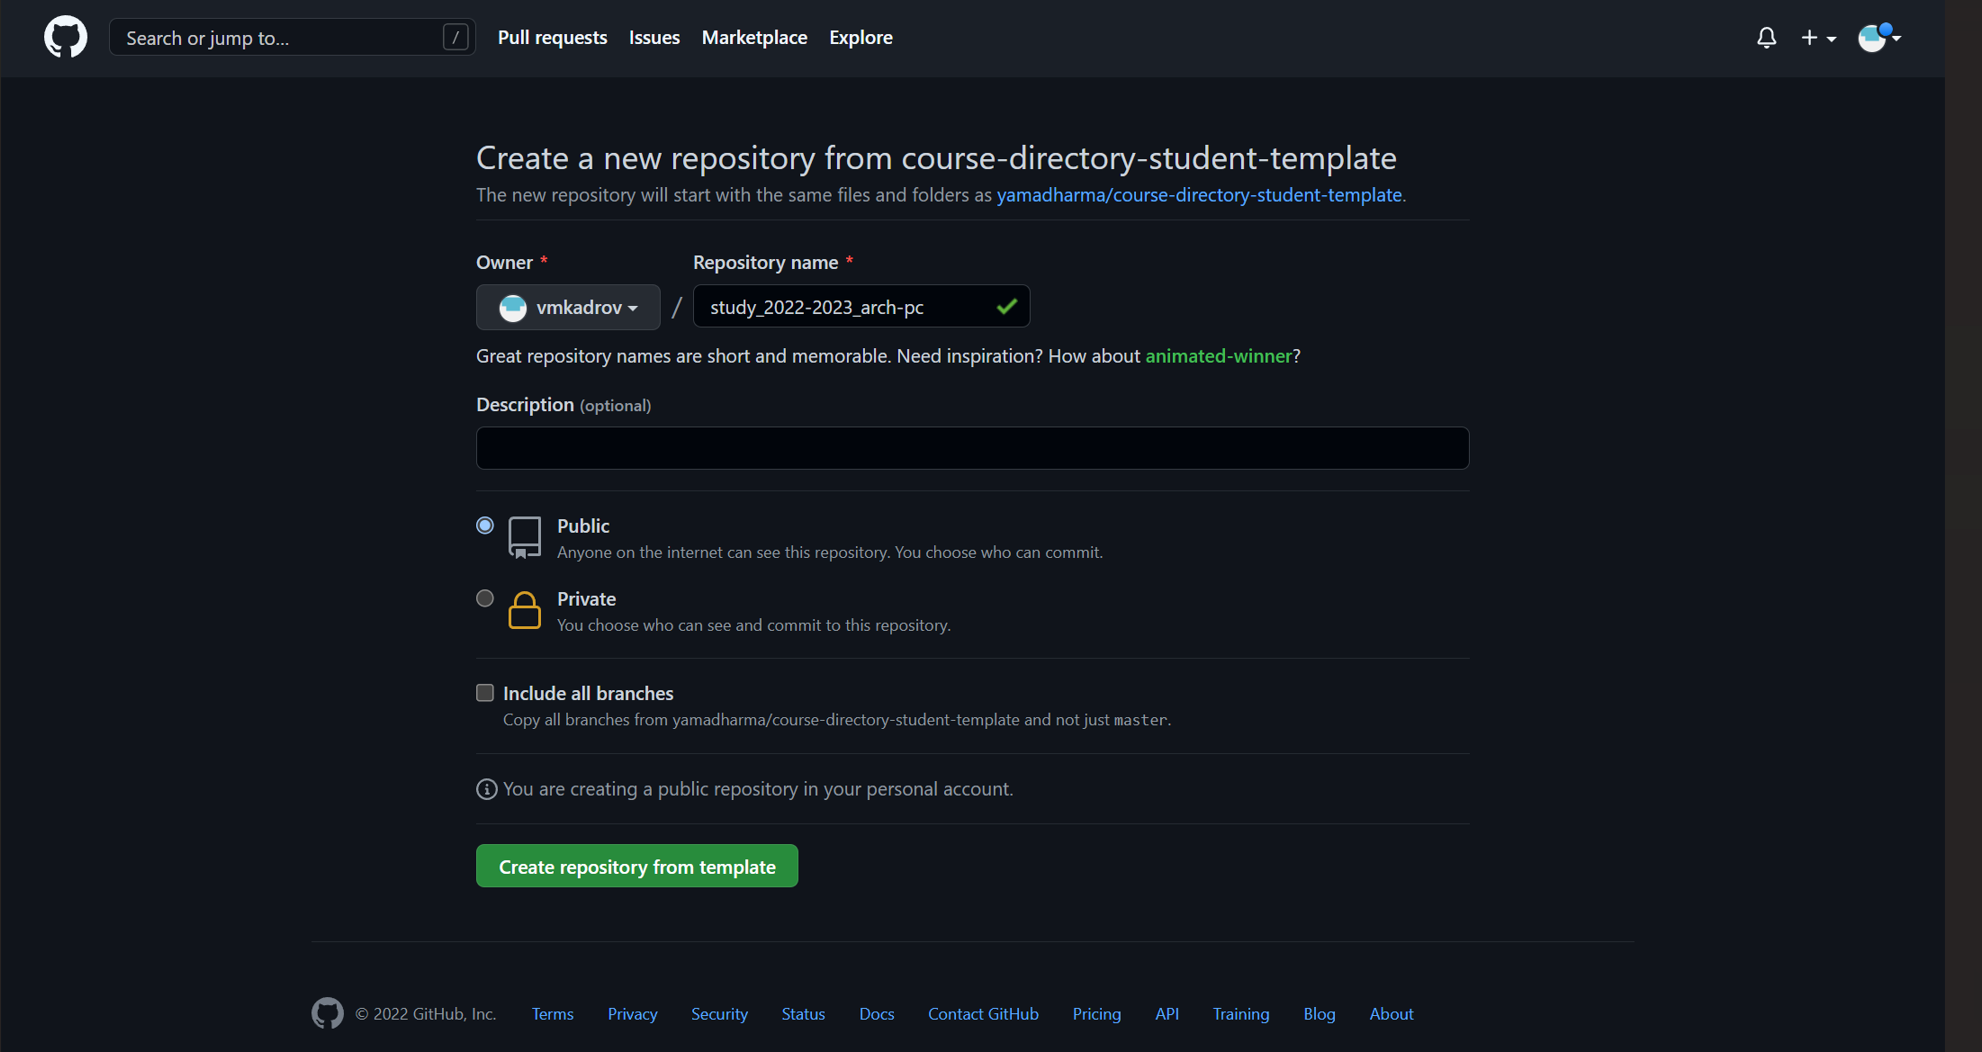 Search or jump to... /
Pull requests Issues Marketplace Explore
Create a new repository from course-directory-student-template
The new repository will start with the same files and folders as yamadharma/course-directory-student-template.
Owner * Repository name *
vmkadrov / study_2022-2023_arch-pc
Great repository names are short and memorable. Need inspiration? How about animated-winner?
Description (optional)
Public
Anyone on the internet can see this repository. You choose who can commit.
Private
You choose who can see and commit to this repository.
Include all branches
Copy all branches from yamadharma/course-directory-student-template and not just master.
You are creating a public repository in your personal account.
Create repository from template
© 2022 GitHub, Inc. Terms Privacy Security Status Docs Contact GitHub Pricing API Training Blog About